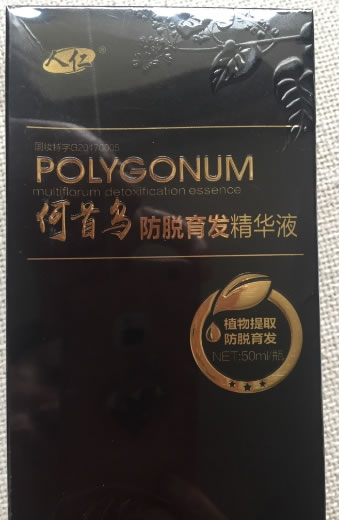 人仁
国妆特字G20170005
POLYGONUM
multiflorum detoxification essence
何首乌 防脱育发精华液
植物提取
防脱育发
NET:50ml/瓶